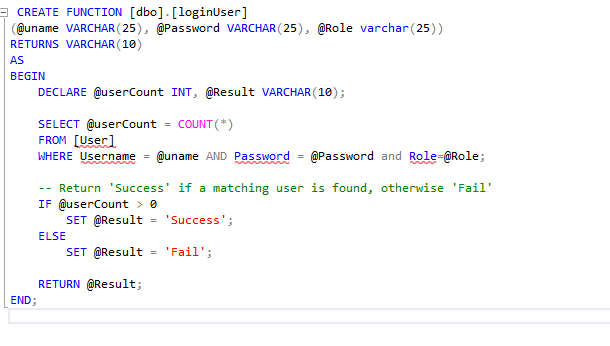 CREATE FUNCTION [dbo].[loginUser]
(@uname VARCHAR(25), @Password VARCHAR(25), @Role varchar(25))
RETURNS VARCHAR(10)
AS
BEGIN
    DECLARE @userCount INT, @Result VARCHAR(10);

    SELECT @userCount = COUNT(*)
    FROM [User]
    WHERE Username = @uname AND Password = @Password and Role=@Role;

    -- Return 'Success' if a matching user is found, otherwise 'Fail'
    IF @userCount > 0
        SET @Result = 'Success';
    ELSE
        SET @Result = 'Fail';

    RETURN @Result;
END;